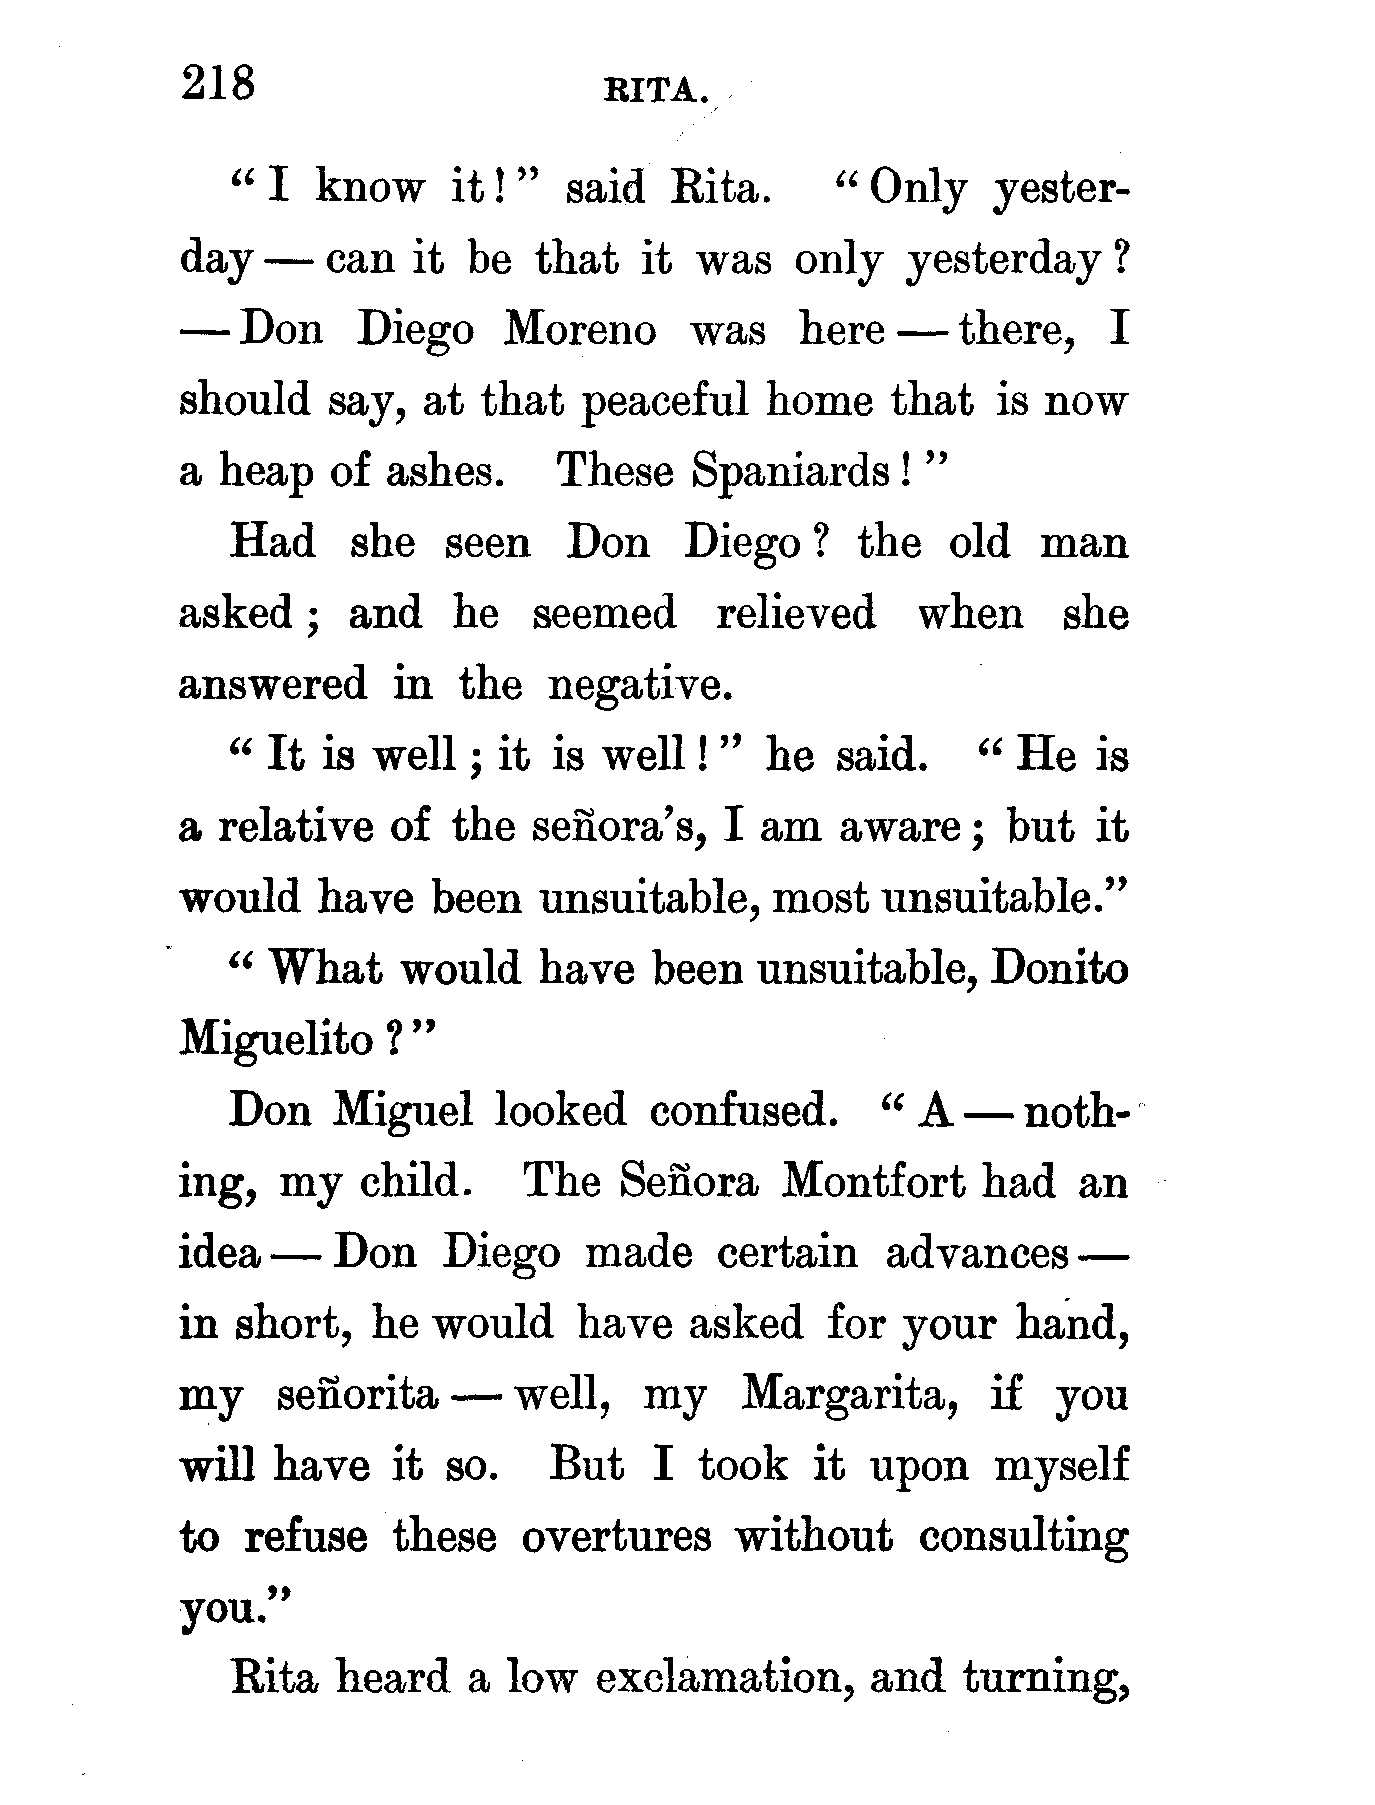 218 RITA.
“I know it!” said Rita. “Only yester-
day — can it be that it was only yesterday?
— Don Diego Moreno was here — there, I
should say, at that peaceful home that is now
a heap of ashes. These Spaniards!”
Had she seen Don Diego? the old man
asked; and he seemed relieved when she
answered in the negative.
“It is well; it is well!” he said. “He is
a relative of the señora’s, I am aware; but it
would have been unsuitable, most unsuitable.”
“What would have been unsuitable, Donito
Miguelito?”
Don Miguel looked confused. “A — noth-
ing, my child. The Señora Montfort had an
idea — Don Diego made certain advances —
in short, he would have asked for your hand,
my señorita — well, my Margarita, if you
will have it so. But I took it upon myself
to refuse these overtures without consulting
you.”
Rita heard a low exclamation, and turning,